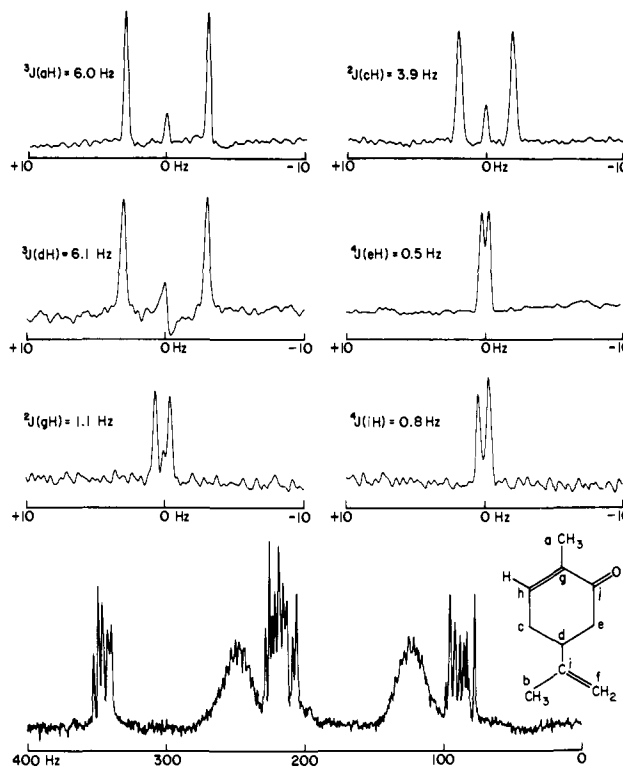 ³J(aH) = 6.0 Hz
+10 0 Hz -10
²J(cH) = 3.9 Hz
+10 0 Hz -10
³J(dH) = 6.1 Hz
+10 0 Hz -10
⁴J(eH) = 0.5 Hz
+10 0 Hz -10
²J(gH) = 1.1 Hz
+10 0 Hz -10
⁴J(iH) = 0.8 Hz
+10 0 Hz -10
a CH₃
H g O
h j
c e
d
b C i f
CH₃ CH₂
400 Hz 300 200 100 0